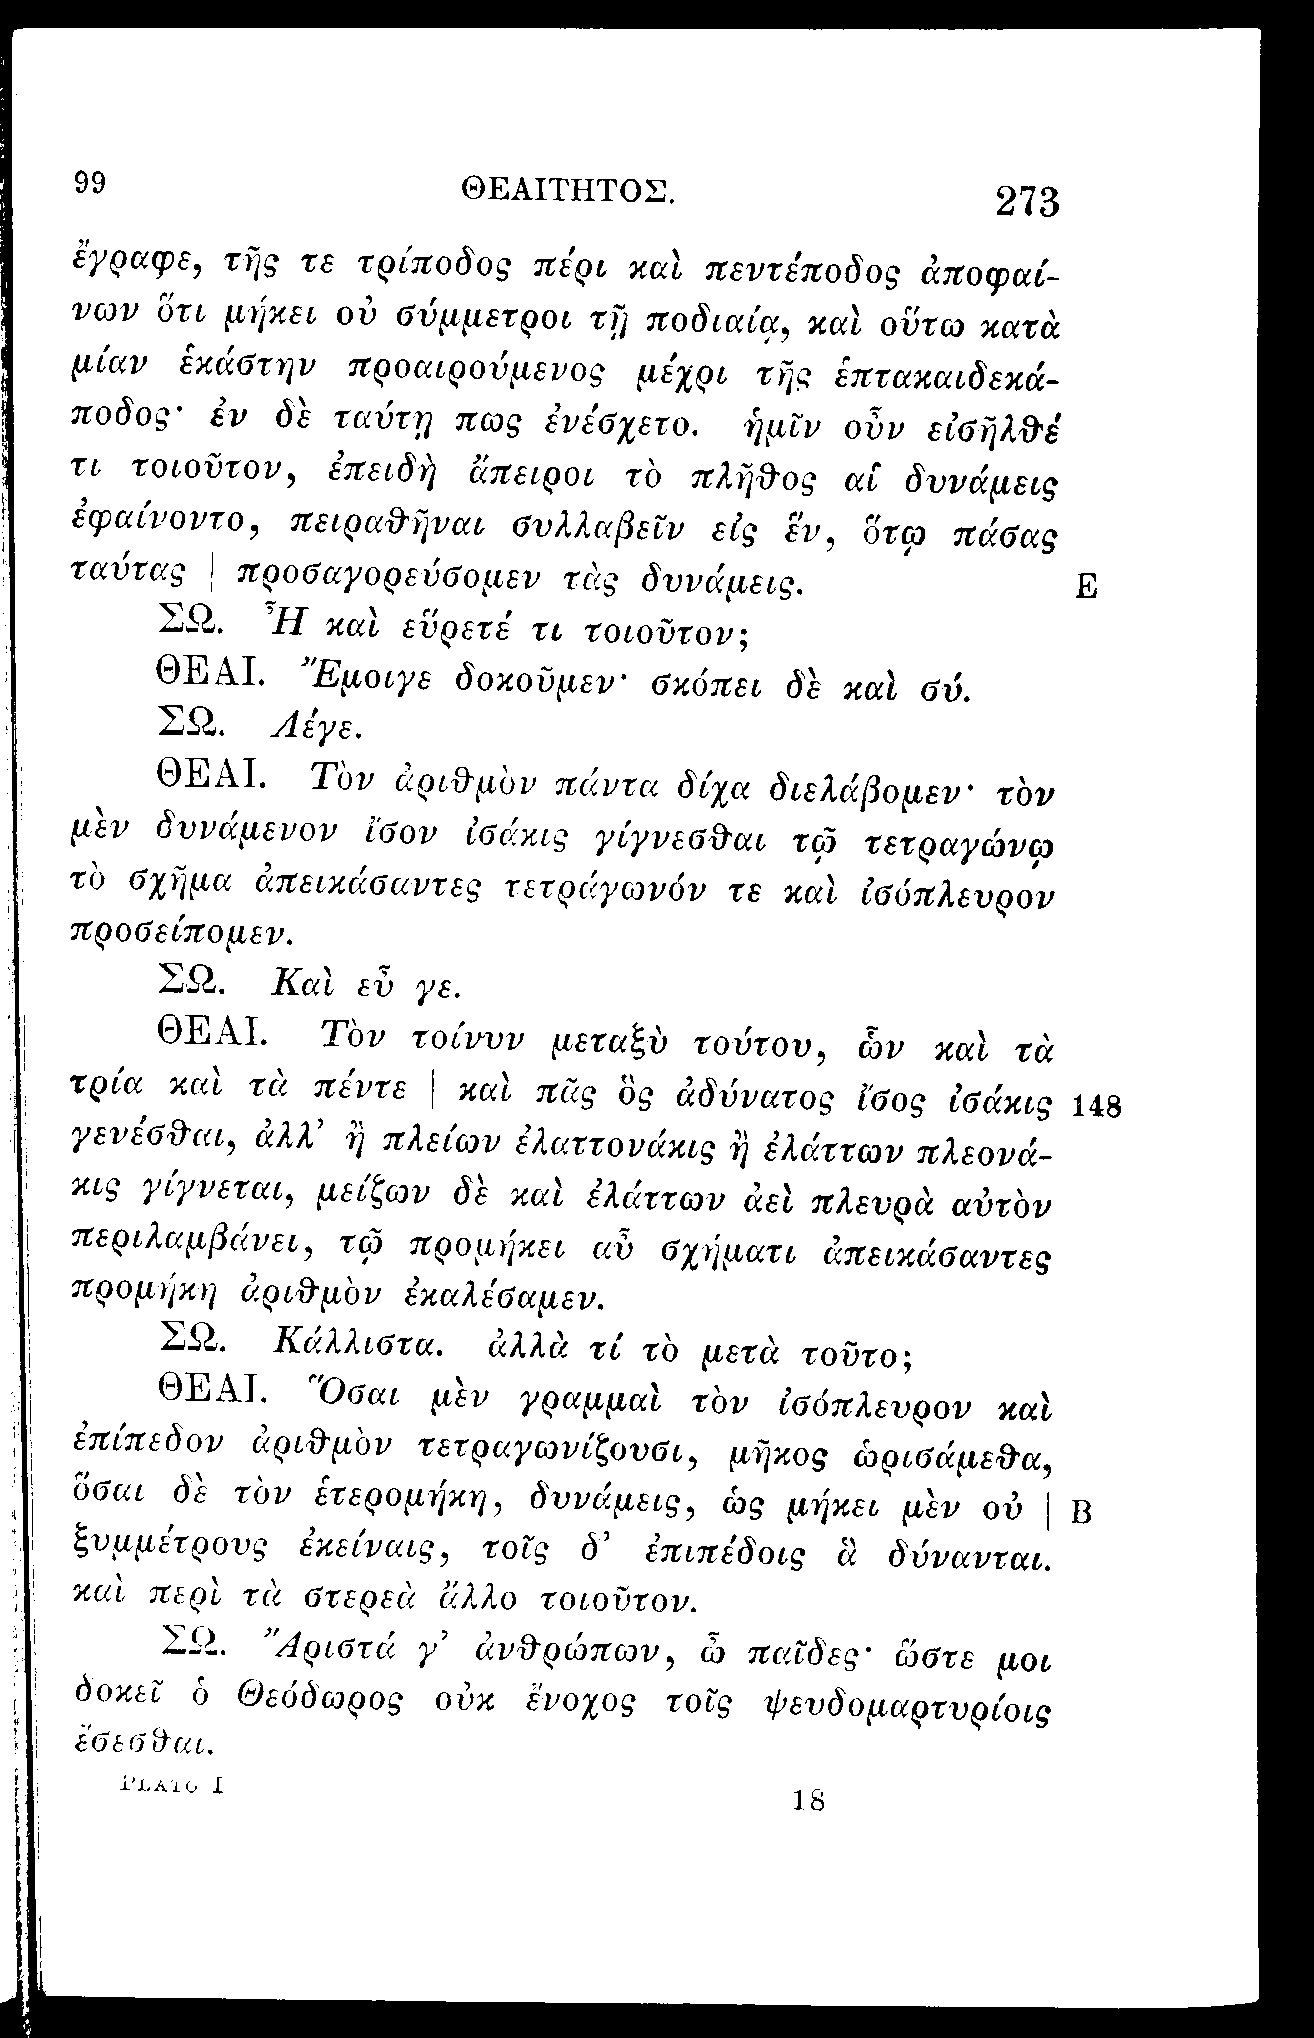 99 ΘΕΑΙΤΗΤΟΣ. 273
ἔγραφε, τῆς τε τρίποδος πέρι καὶ πεντέποδος ἀποφαί-
νων ὅτι μήκει οὐ σύμμετροι τῇ ποδιαίᾳ, καὶ οὕτω κατὰ
μίαν ἑκάστην προαιρούμενος μέχρι τῆς ἑπτακαιδεκά-
ποδος· ἐν δὲ ταύτῃ πως ἐνέσχετο. ἡμῖν οὖν εἰσῆλθέ
τι τοιοῦτον, ἐπειδὴ ἄπειροι τὸ πλῆθος αἱ δυνάμεις
ἐφαίνοντο, πειραθῆναι συλλαβεῖν εἰς ἕν, ὅτῳ πάσας
ταύτας | προσαγορεύσομεν τὰς δυνάμεις. E
ΣΩ. Ἦ καὶ εὕρετέ τι τοιοῦτον;
ΘΕΑΙ. Ἔμοιγε δοκοῦμεν· σκόπει δὲ καὶ σύ.
ΣΩ. Λέγε.
ΘΕΑΙ. Τὸν ἀριθμὸν πάντα δίχα διελάβομεν· τὸν
μὲν δυνάμενον ἴσον ἰσάκις γίγνεσθαι τῷ τετραγώνῳ
τὸ σχῆμα ἀπεικάσαντες τετράγωνόν τε καὶ ἰσόπλευρον
προσείπομεν.
ΣΩ. Καὶ εὖ γε.
ΘΕΑΙ. Τὸν τοίνυν μεταξὺ τούτου, ὧν καὶ τὰ
τρία καὶ τὰ πέντε | καὶ πᾶς ὃς ἀδύνατος ἴσος ἰσάκις 148
γενέσθαι, ἀλλ’ ἢ πλείων ἐλαττονάκις ἢ ἐλάττων πλεονά-
κις γίγνεται, μείζων δὲ καὶ ἐλάττων ἀεὶ πλευρὰ αὐτὸν
περιλαμβάνει, τῷ προμήκει αὖ σχήματι ἀπεικάσαντες
προμήκη ἀριθμὸν ἐκαλέσαμεν.
ΣΩ. Κάλλιστα. ἀλλὰ τί τὸ μετὰ τοῦτο;
ΘΕΑΙ. Ὅσαι μὲν γραμμαὶ τὸν ἰσόπλευρον καὶ
ἐπίπεδον ἀριθμὸν τετραγωνίζουσι, μῆκος ὡρισάμεθα,
ὅσαι δὲ τὸν ἑτερομήκη, δυνάμεις, ὡς μήκει μὲν οὐ | B
ξυμμέτρους ἐκείναις, τοῖς δ’ ἐπιπέδοις ἃ δύνανται.
καὶ περὶ τὰ στερεὰ ἄλλο τοιοῦτον.
ΣΩ. Ἄριστά γ’ ἀνθρώπων, ὦ παῖδες· ὥστε μοι
δοκεῖ ὁ Θεόδωρος οὐκ ἔνοχος τοῖς ψευδομαρτυρίοις
ἔσεσθαι.
PLATO I 18